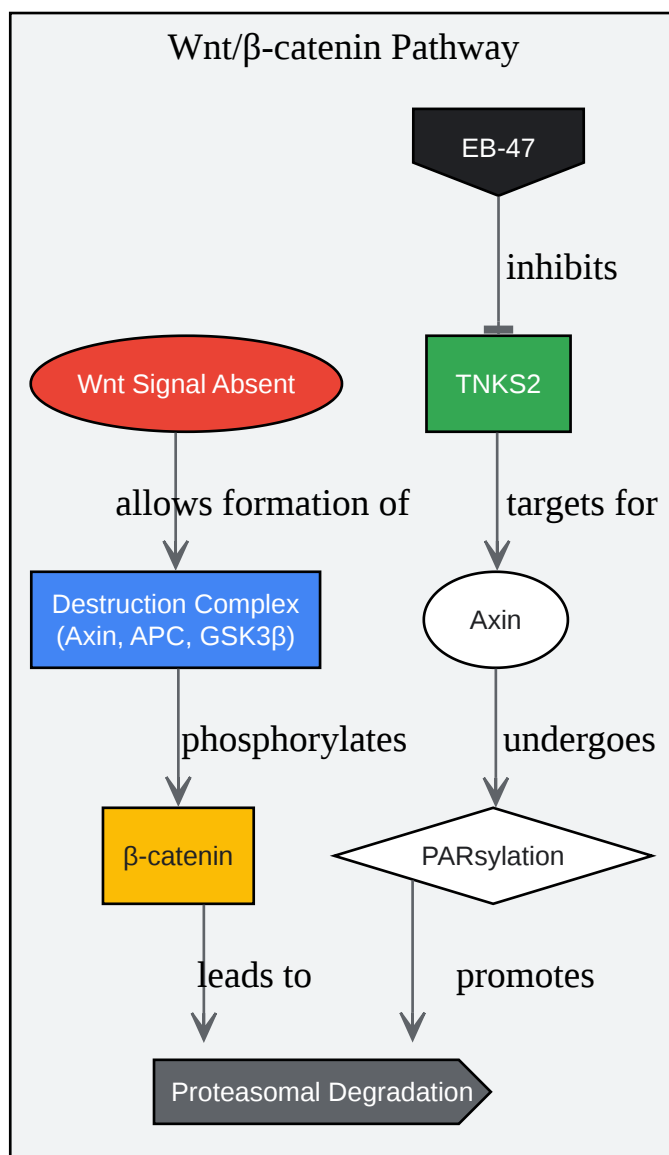 Wnt/β-catenin Pathway
EB-47
inhibits
Wnt Signal Absent
TNKS2
allows formation of
targets for
Destruction Complex
(Axin, APC, GSK3β)
Axin
phosphorylates
undergoes
β-catenin
PARsylation
leads to
promotes
Proteasomal Degradation